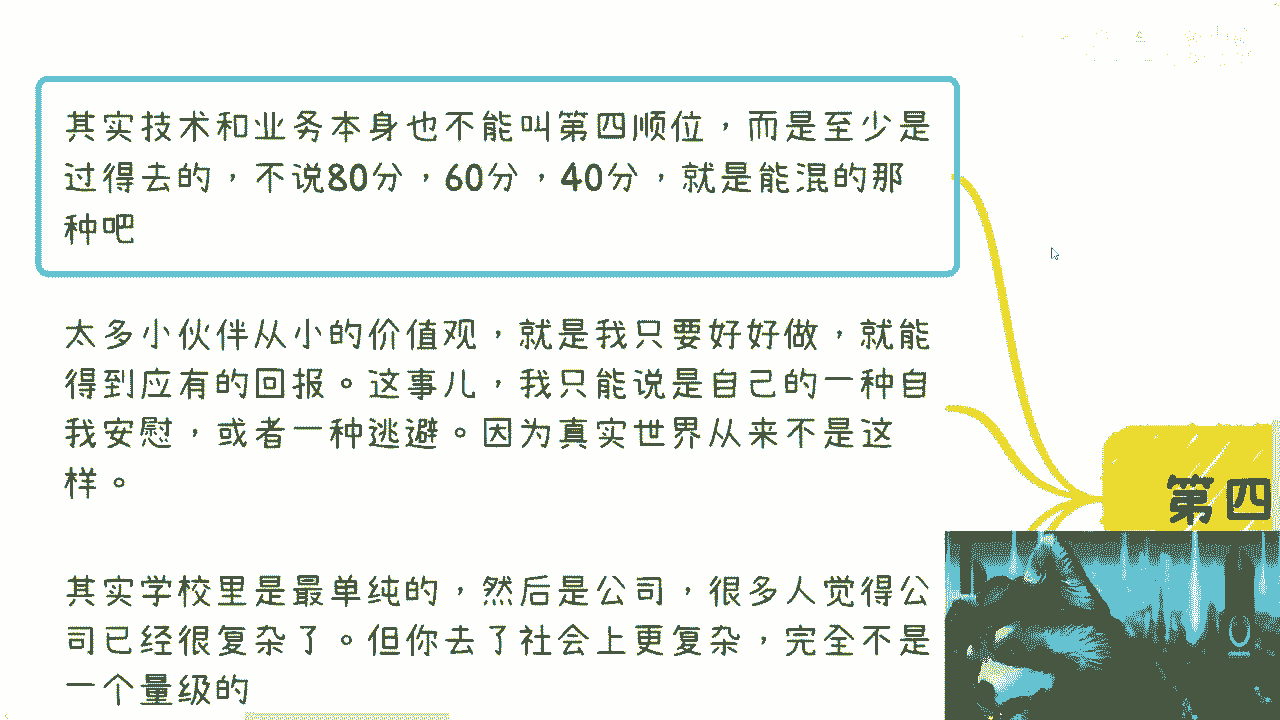 其实技术和业务本身也不能叫第四顺位，而是至少是
过得去的，不说80分，60分，40分，就是能混的那
种吧
太多小伙伴从小的价值观，就是我只要好好做，就能
得到应有的回报。这事儿，我只能说是自己的一种自
我安慰，或者一种逃避。因为真实世界从来不是这
样。
第四
其实学校里是最单纯的，然后是公司，很多人觉得公
司已经很复杂了。但你去了社会上更复杂，完全不是
一个量级的